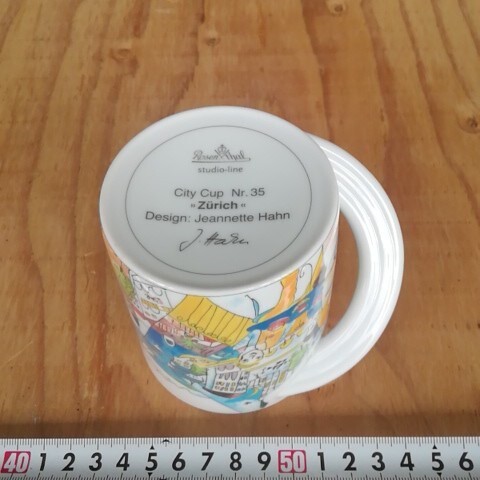 Rosenthal
studio-line
City Cup Nr. 35
»Zürich«
Design: Jeannette Hahn
J. Hahn
40 1 2 3 4 5 6 7 8 9 50 1 2 3 4 5 6